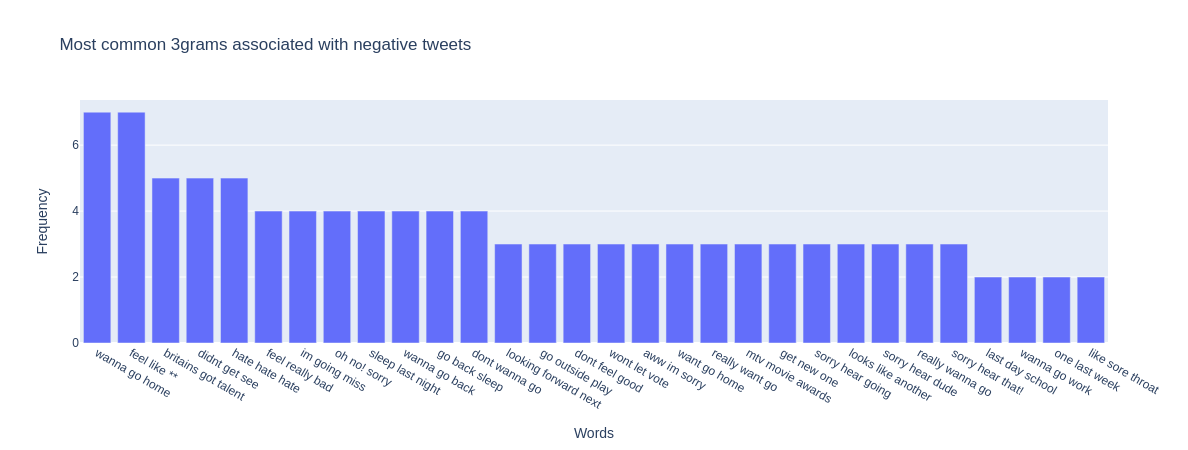 Most common 3grams associated with negative tweets
Frequency
6
4
2
0
wanna go home
feel like **
britains got talent
didnt get see
hate hate hate
feel really bad
im going miss
oh no! sorry
sleep last night
wanna go back
go back sleep
dont wanna go
looking forward next
go outside play
dont feel good
wont let vote
aww im sorry
want go home
really want go
mtv movie awards
get new one
sorry hear going
looks like another
sorry hear dude
really wanna go
sorry hear that!
last day school
wanna go work
one last week
like sore throat
Words